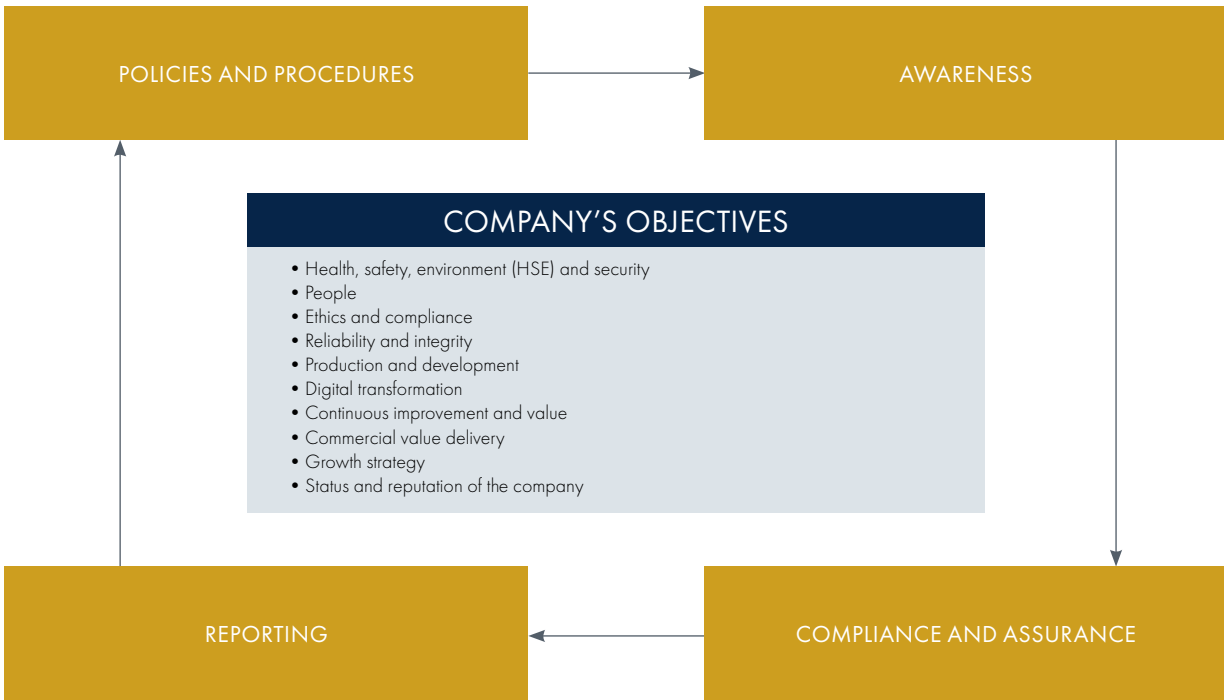 POLICIES AND PROCEDURES
AWARENESS
COMPANY’S OBJECTIVES
• Health, safety, environment (HSE) and security
• People
• Ethics and compliance
• Reliability and integrity
• Production and development
• Digital transformation
• Continuous improvement and value
• Commercial value delivery
• Growth strategy
• Status and reputation of the company
REPORTING
COMPLIANCE AND ASSURANCE